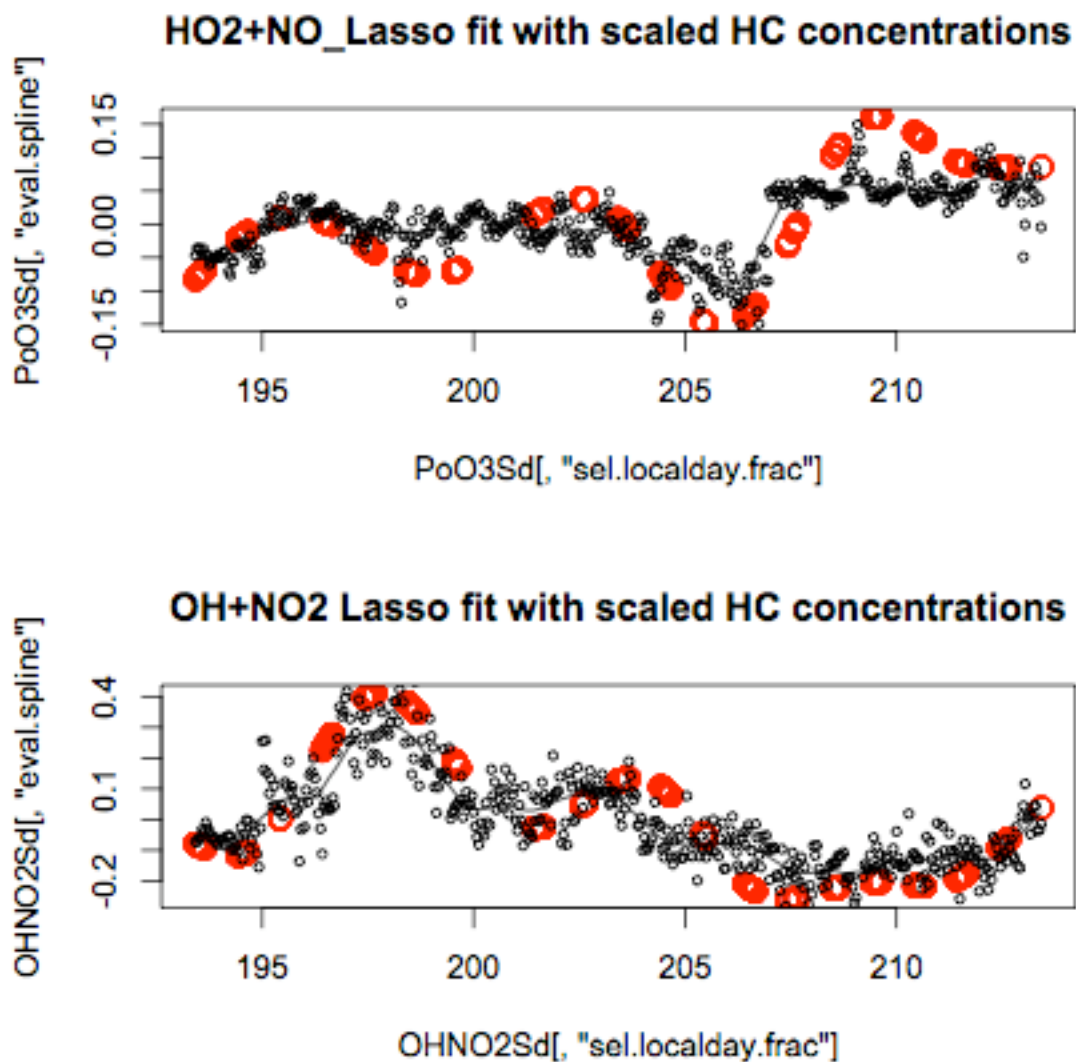 HO2+NO_Lasso fit with scaled HC concentrations
PoO3Sd[, "eval.spline"]
0.15
0.00
-0.15
195 200 205 210
PoO3Sd[, "sel.localday.frac"]
OH+NO2 Lasso fit with scaled HC concentrations
OHNO2Sd[, "eval.spline"]
0.4
0.1
-0.2
195 200 205 210
OHNO2Sd[, "sel.localday.frac"]